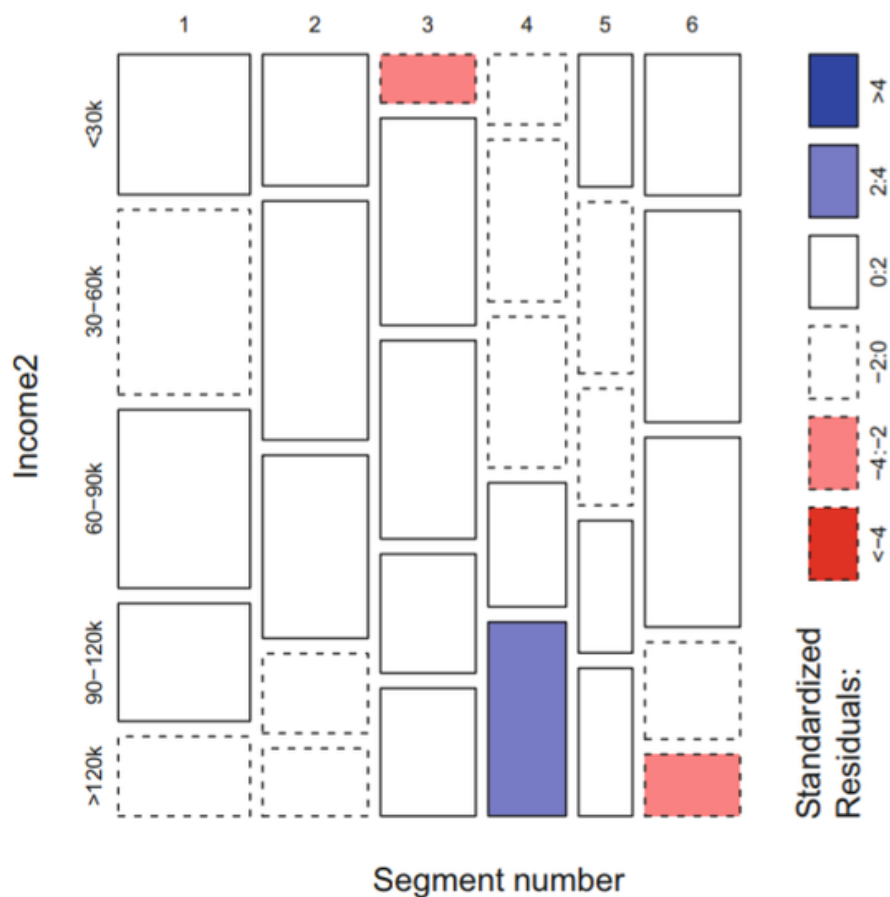 1 2 3 4 5 6
<30k
30−60k
60−90k
90−120k
>120k
Income2
Segment number
>4
2:4
0:2
−2:0
−4:−2
<−4
Standardized
Residuals: